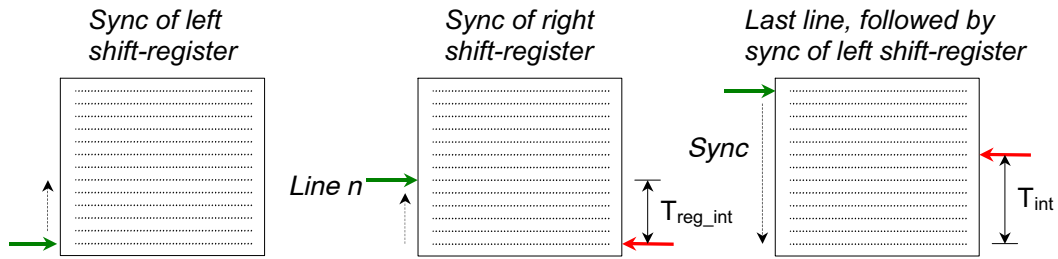 Sync of left
shift-register
Sync of right
shift-register
Last line, followed by
sync of left shift-register
Line n
T_reg_int
Sync
T_int